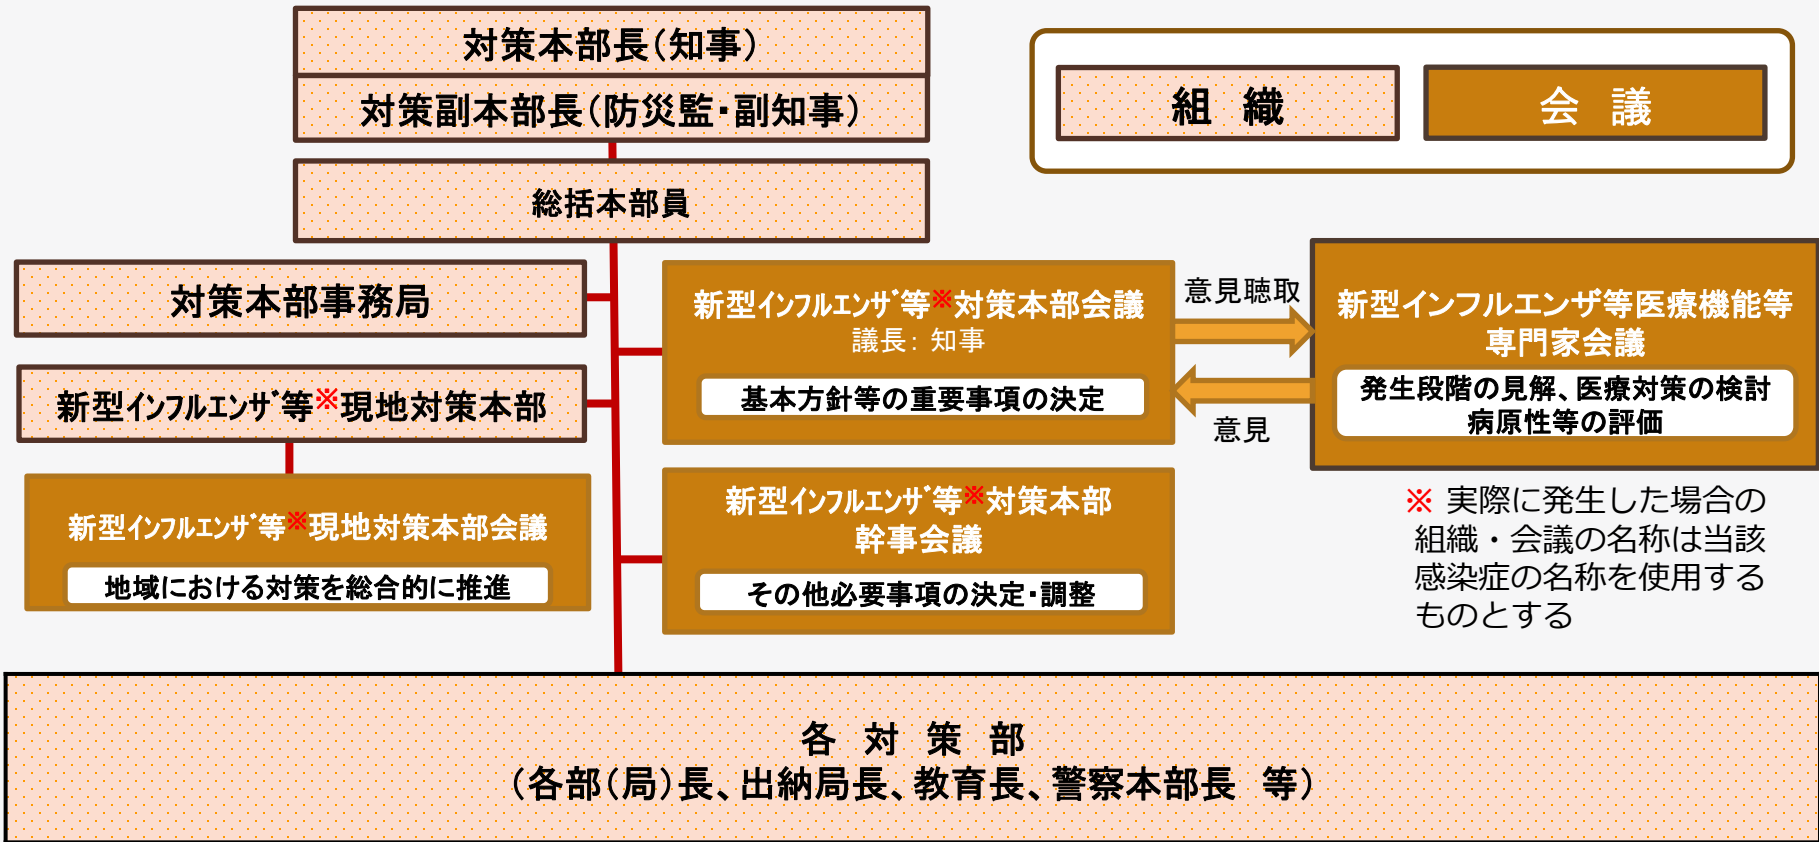 対策本部長（知事）
対策副本部長（防災監・副知事）
総括本部員
組 織
会 議
対策本部事務局
新型インフルエンザ等※現地対策本部
新型インフルエンザ等※現地対策本部会議
地域における対策を総合的に推進
新型インフルエンザ等※対策本部会議
議長：知事
基本方針等の重要事項の決定
意見聴取
意見
新型インフルエンザ等医療機能等
専門家会議
発生段階の見解、医療対策の検討
病原性等の評価
新型インフルエンザ等※対策本部
幹事会議
その他必要事項の決定・調整
※ 実際に発生した場合の
組織・会議の名称は当該
感染症の名称を使用する
ものとする
各 対 策 部
（各部（局）長、出納局長、教育長、警察本部長 等）